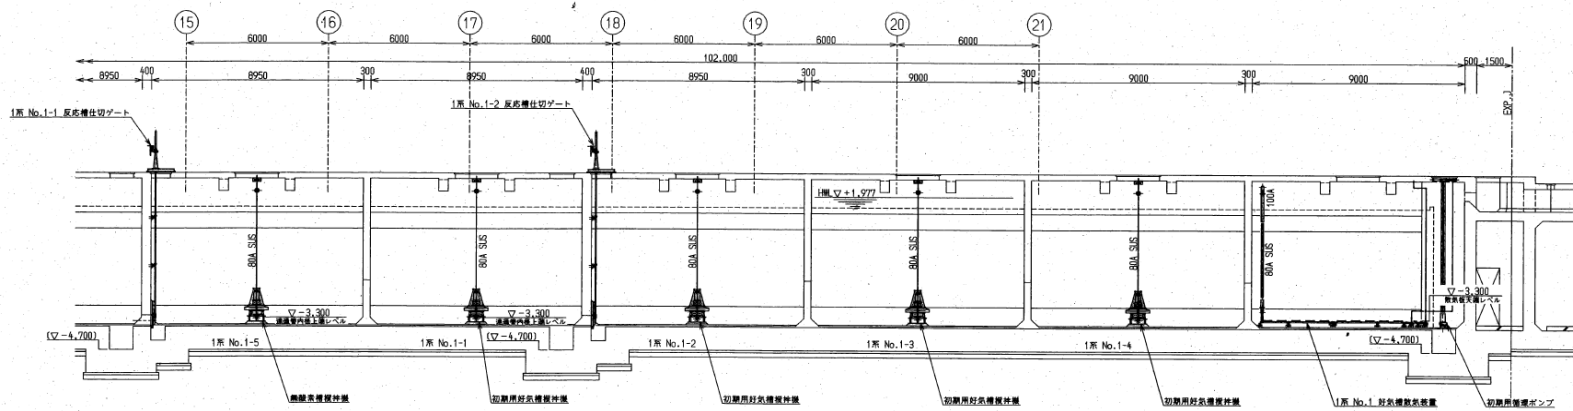 15 16 17 18 19 20 21
6000 6000 6000 6000 6000 6000
102.000
8950 400 8950 300 8950 400 8950 300 9000 300 9000 300 9000 600 1500
EXP.J
1系 No.1-1 反応槽仕切ゲート
1系 No.1-2 反応槽仕切ゲート
HWL ▽ +1.977
100A
80A SUS 80A SUS 80A SUS 80A SUS 80A SUS 80A SUS
▽ -3.300
▽ -3.300
▽ -3.300
散気板天端レベル
(▽ -4.700) (▽ -4.700) (▽ -4.700)
1系 No.1-5 1系 No.1-1 1系 No.1-2 1系 No.1-3 1系 No.1-4
無酸素槽撹拌機 初期用好気槽撹拌機 初期用好気槽撹拌機 初期用好気槽撹拌機 初期用好気槽撹拌機 1系 No.1 好気槽散気装置 初期用循環ポンプ